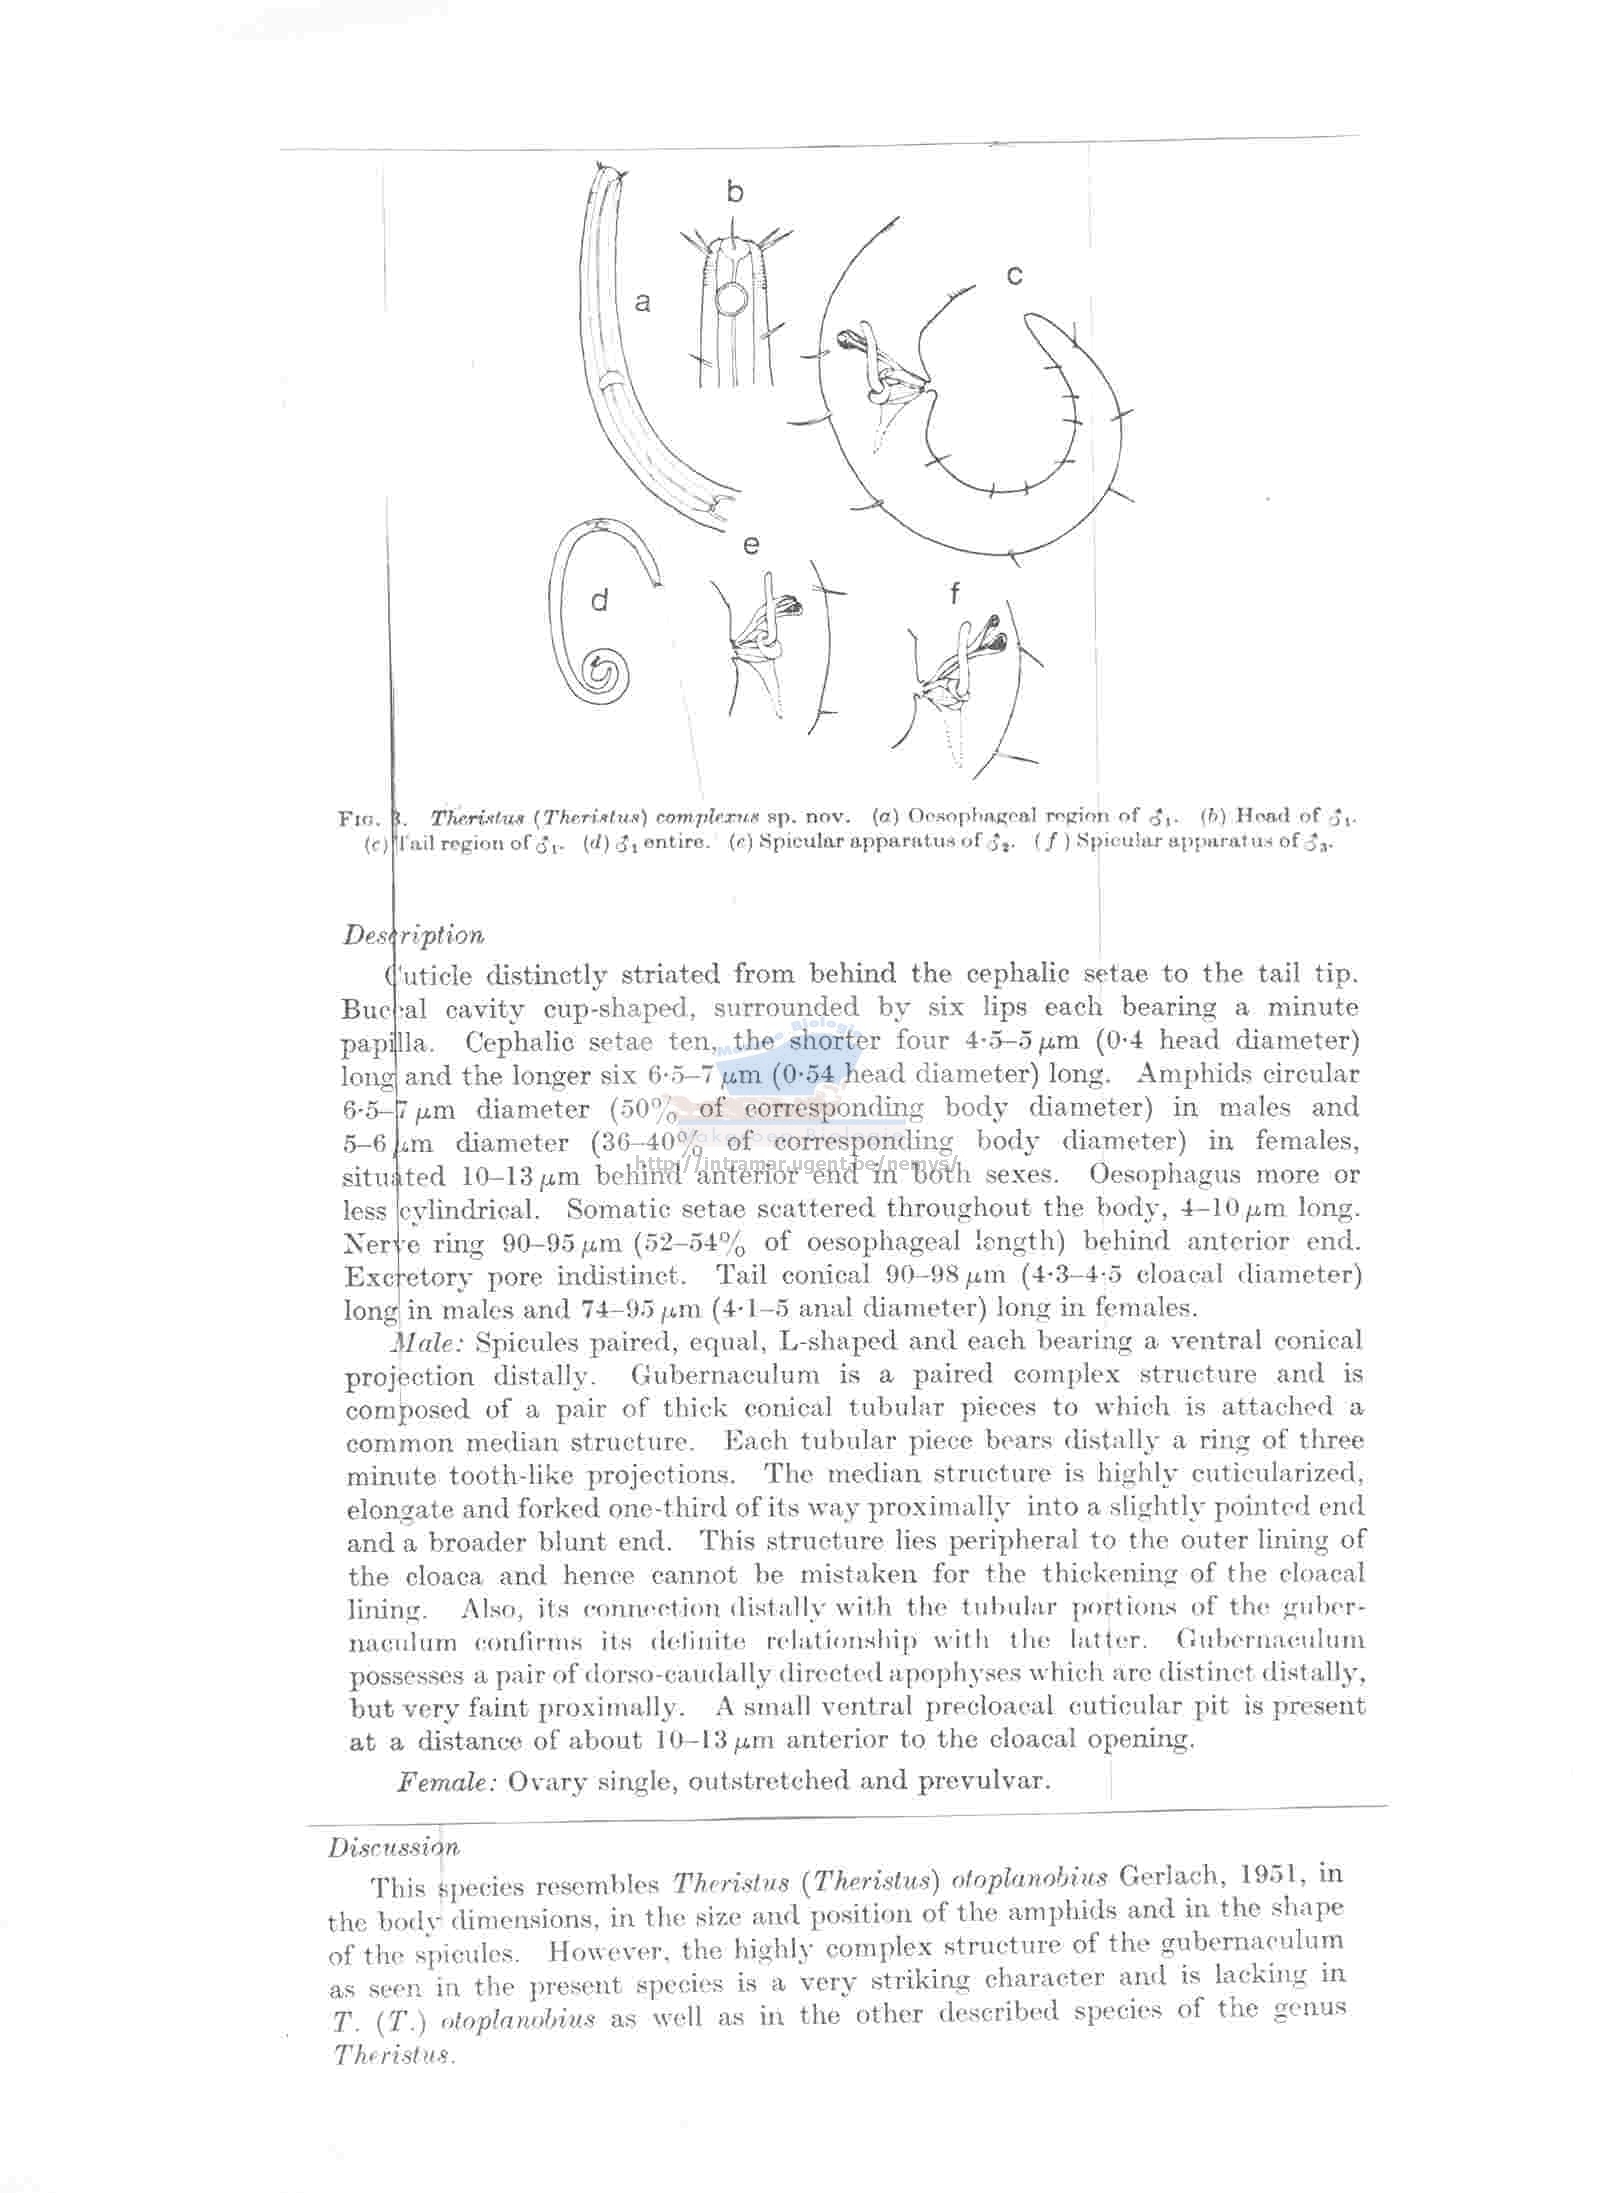 b
c
a
e
d
f
FIG. 3. Theristus (Theristus) complexus sp. nov. (a) Oesophageal region of ♂1. (b) Head of ♂1.
(c) Tail region of ♂1. (d) ♂1 entire. (e) Spicular apparatus of ♂2. (f) Spicular apparatus of ♂3.
Description
Cuticle distinctly striated from behind the cephalic setae to the tail tip.
Buccal cavity cup-shaped, surrounded by six lips each bearing a minute
papilla. Cephalic setae ten, the shorter four 4·5–5 μm (0·4 head diameter)
long and the longer six 6·5–7 μm (0·54 head diameter) long. Amphids circular
6·5–7 μm diameter (50% of corresponding body diameter) in males and
5–6 μm diameter (36–40% of corresponding body diameter) in females,
http://intramar.ugent.be/nemys/
situated 10–13 μm behind anterior end in both sexes. Oesophagus more or
less cylindrical. Somatic setae scattered throughout the body, 4–10 μm long.
Nerve ring 90–95 μm (52–54% of oesophageal length) behind anterior end.
Excretory pore indistinct. Tail conical 90–98 μm (4·3–4·5 cloacal diameter)
long in males and 74–95 μm (4·1–5 anal diameter) long in females.
Male: Spicules paired, equal, L-shaped and each bearing a ventral conical
projection distally. Gubernaculum is a paired complex structure and is
composed of a pair of thick conical tubular pieces to which is attached a
common median structure. Each tubular piece bears distally a ring of three
minute tooth-like projections. The median structure is highly cuticularized,
elongate and forked one-third of its way proximally into a slightly pointed end
and a broader blunt end. This structure lies peripheral to the outer lining of
the cloaca and hence cannot be mistaken for the thickening of the cloacal
lining. Also, its connection distally with the tubular portions of the guber-
naculum confirms its definite relationship with the latter. Gubernaculum
possesses a pair of dorso-caudally directed apophyses which are distinct distally,
but very faint proximally. A small ventral precloacal cuticular pit is present
at a distance of about 10–13 μm anterior to the cloacal opening.
Female: Ovary single, outstretched and prevulvar.
Discussion
This species resembles Theristus (Theristus) otoplanobius Gerlach, 1951, in
the body dimensions, in the size and position of the amphids and in the shape
of the spicules. However, the highly complex structure of the gubernaculum
as seen in the present species is a very striking character and is lacking in
T. (T.) otoplanobius as well as in the other described species of the genus
Theristus.